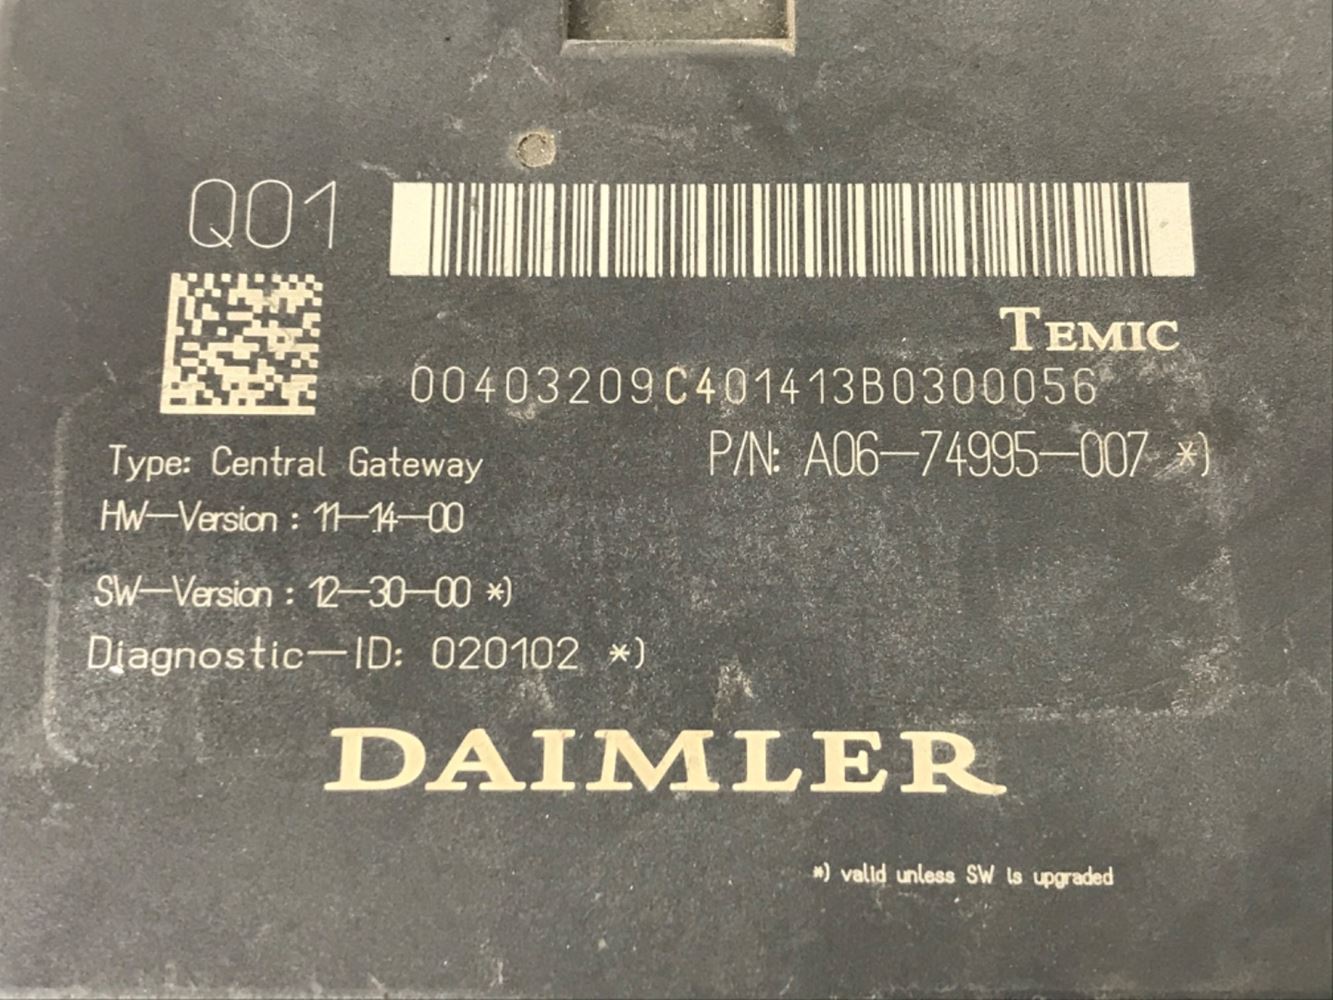 Q01
TEMIC
00403209C401413B0300056
Type: Central Gateway
P/N: A06-74995-007 *)
HW-Version : 11-14-00
SW-Version : 12-30-00 *)
Diagnostic-ID: 020102 *)
DAIMLER
*) valid unless SW is upgraded